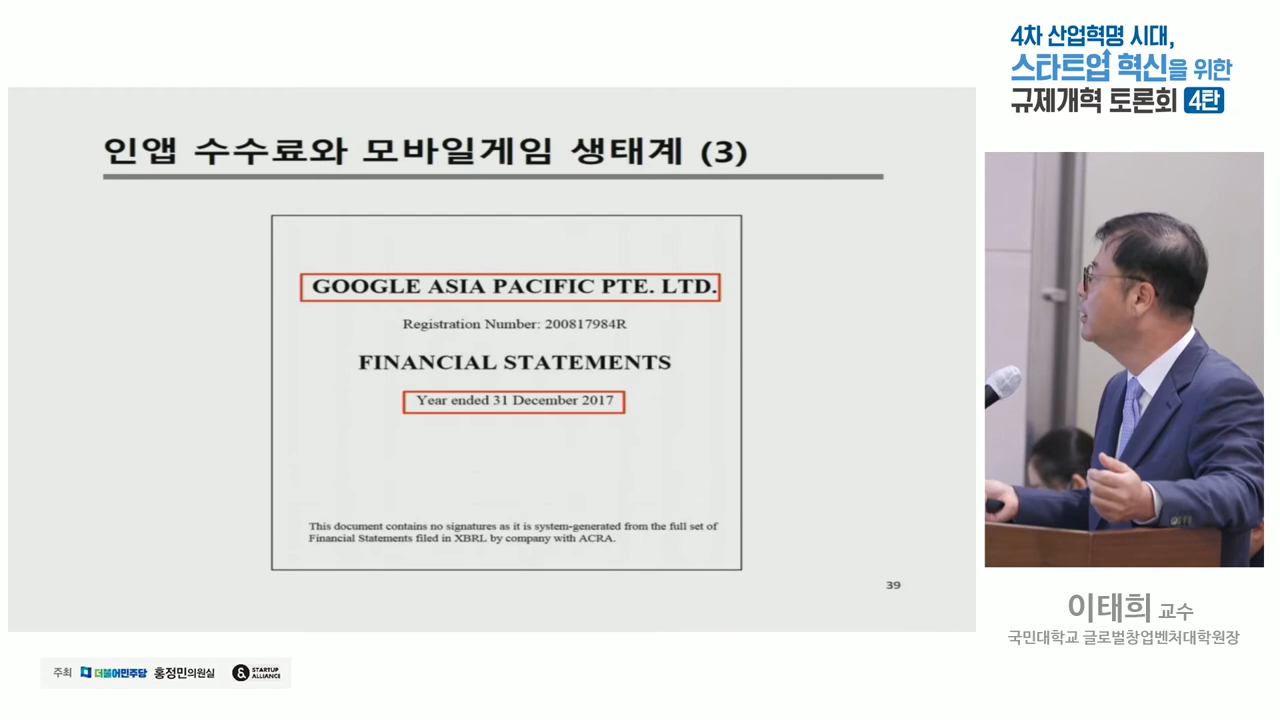 4차 산업혁명 시대,
스타트업 혁신을 위한
규제개혁 토론회 4탄
인앱 수수료와 모바일게임 생태계 (3)
GOOGLE ASIA PACIFIC PTE. LTD.
Registration Number: 200817984R
FINANCIAL STATEMENTS
Year ended 31 December 2017
This document contains no signatures as it is system-generated from the full set of
Financial Statements filed in XBRL by company with ACRA.
39
이태희 교수
국민대학교 글로벌창업벤처대학원장
주최 더불어민주당 홍정민의원실 & STARTUP
ALLIANCE